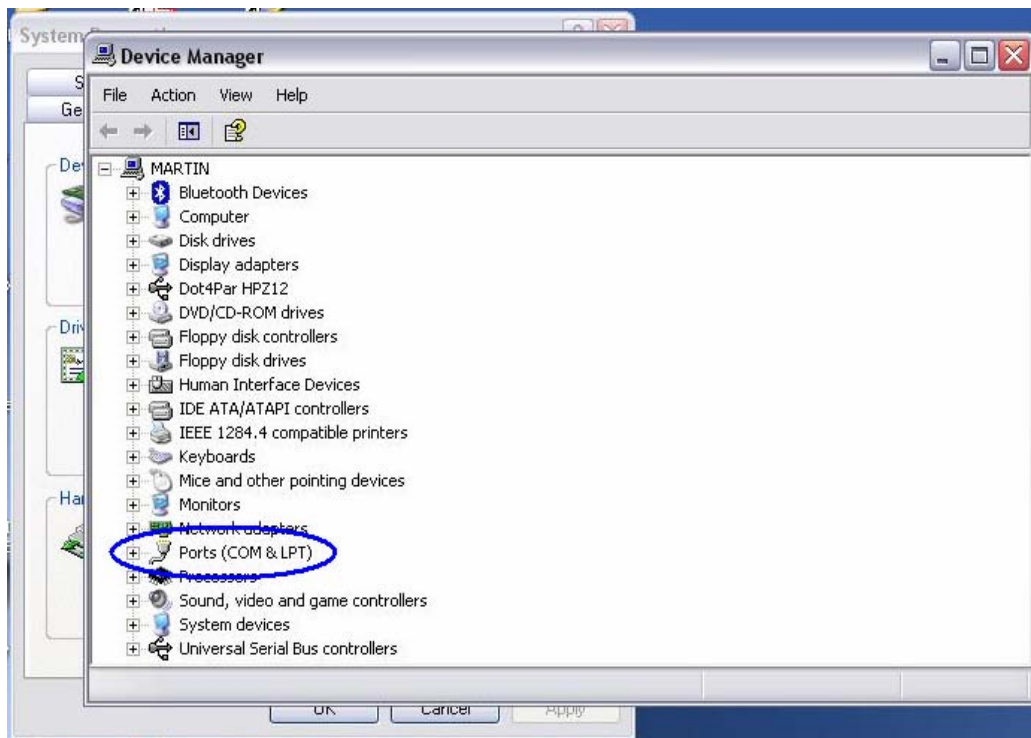 System
Device Manager
S
Ge
File Action View Help
De
MARTIN
Bluetooth Devices
Computer
Disk drives
Display adapters
Dot4Par HPZ12
DVD/CD-ROM drives
Driv
Floppy disk controllers
Floppy disk drives
Human Interface Devices
IDE ATA/ATAPI controllers
IEEE 1284.4 compatible printers
Keyboards
Mice and other pointing devices
Har
Monitors
Network adapters
Ports (COM & LPT)
Processors
Sound, video and game controllers
System devices
Universal Serial Bus controllers
OK Cancel Apply